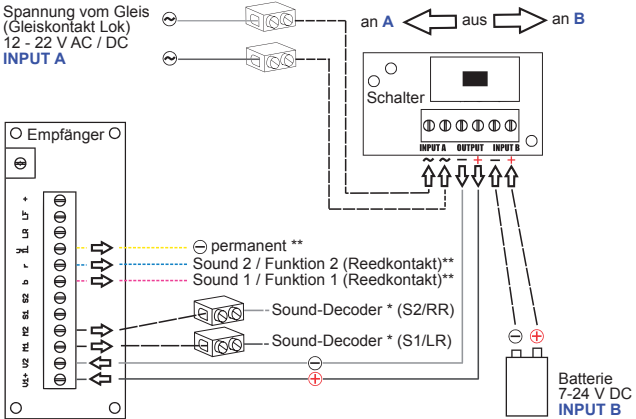 Spannung vom Gleis
(Gleiskontakt Lok)
12 - 22 V AC / DC
INPUT A
an A
aus
an B
Schalter
INPUT A OUTPUT INPUT B
~ ~ − + − +
Empfänger
+
LF
LR
r
b
S2
S1
M2
M1
U2
U1+
⊖ permanent **
Sound 2 / Funktion 2 (Reedkontakt)**
Sound 1 / Funktion 1 (Reedkontakt)**
Sound-Decoder * (S2/RR)
Sound-Decoder * (S1/LR)
⊖
⊕
⊖ ⊕
Batterie
7-24 V DC
INPUT B